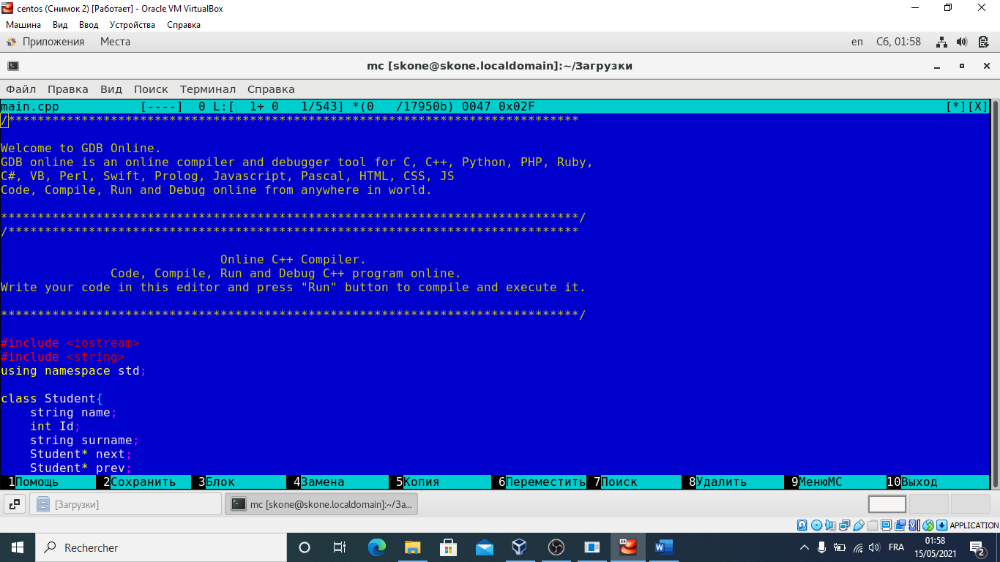 centos (Снимок 2) [Работает] - Oracle VM VirtualBox
Машина Вид Ввод Устройства Справка
Приложения Места en Сб, 01:58
mc [skone@skone.localdomain]:~/Загрузки
Файл Правка Вид Поиск Терминал Справка
main.cpp [----] 0 L:[ 1+ 0 1/543] *(0 /17950b) 0047 0x02F [*][X]
/******************************************************************************
Welcome to GDB Online.
GDB online is an online compiler and debugger tool for C, C++, Python, PHP, Ruby,
C#, VB, Perl, Swift, Prolog, Javascript, Pascal, HTML, CSS, JS
Code, Compile, Run and Debug online from anywhere in world.
*******************************************************************************/
/******************************************************************************
Online C++ Compiler.
Code, Compile, Run and Debug C++ program online.
Write your code in this editor and press "Run" button to compile and execute it.
*******************************************************************************/
#include <iostream>
#include <string>
using namespace std;
class Student{
string name;
int Id;
string surname;
Student* next;
Student* prev;
1Помощь 2Сохранить 3Блок 4Замена 5Копия 6Переместить 7Поиск 8Удалить 9МенюMC 10Выход
[Загрузки] mc [skone@skone.localdomain]:~/За...
APPLICATION
Rechercher FRA 01:58
15/05/2021 2